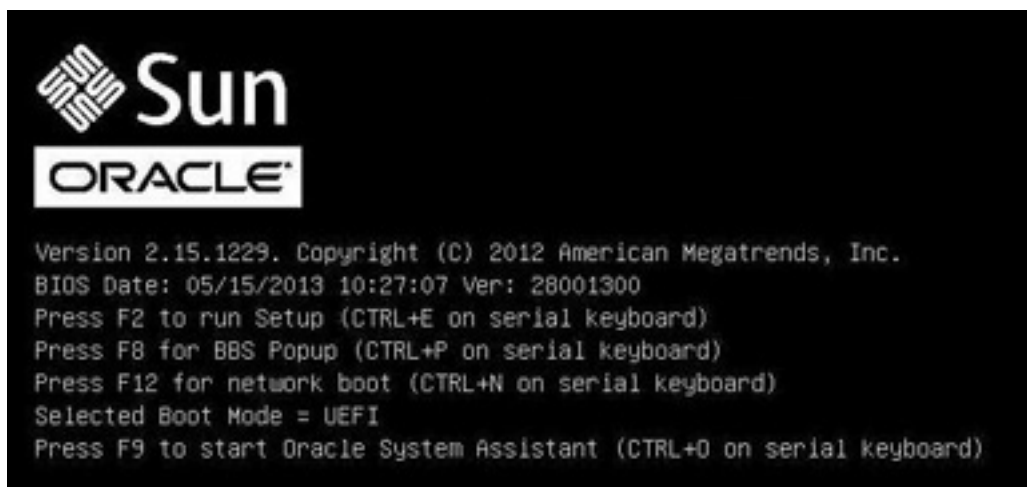 Sun
ORACLE
Version 2.15.1229. Copyright (C) 2012 American Megatrends, Inc.
BIOS Date: 05/15/2013 10:27:07 Ver: 28001300
Press F2 to run Setup (CTRL+E on serial keyboard)
Press F8 for BBS Popup (CTRL+P on serial keyboard)
Press F12 for network boot (CTRL+N on serial keyboard)
Selected Boot Mode = UEFI
Press F9 to start Oracle System Assistant (CTRL+O on serial keyboard)